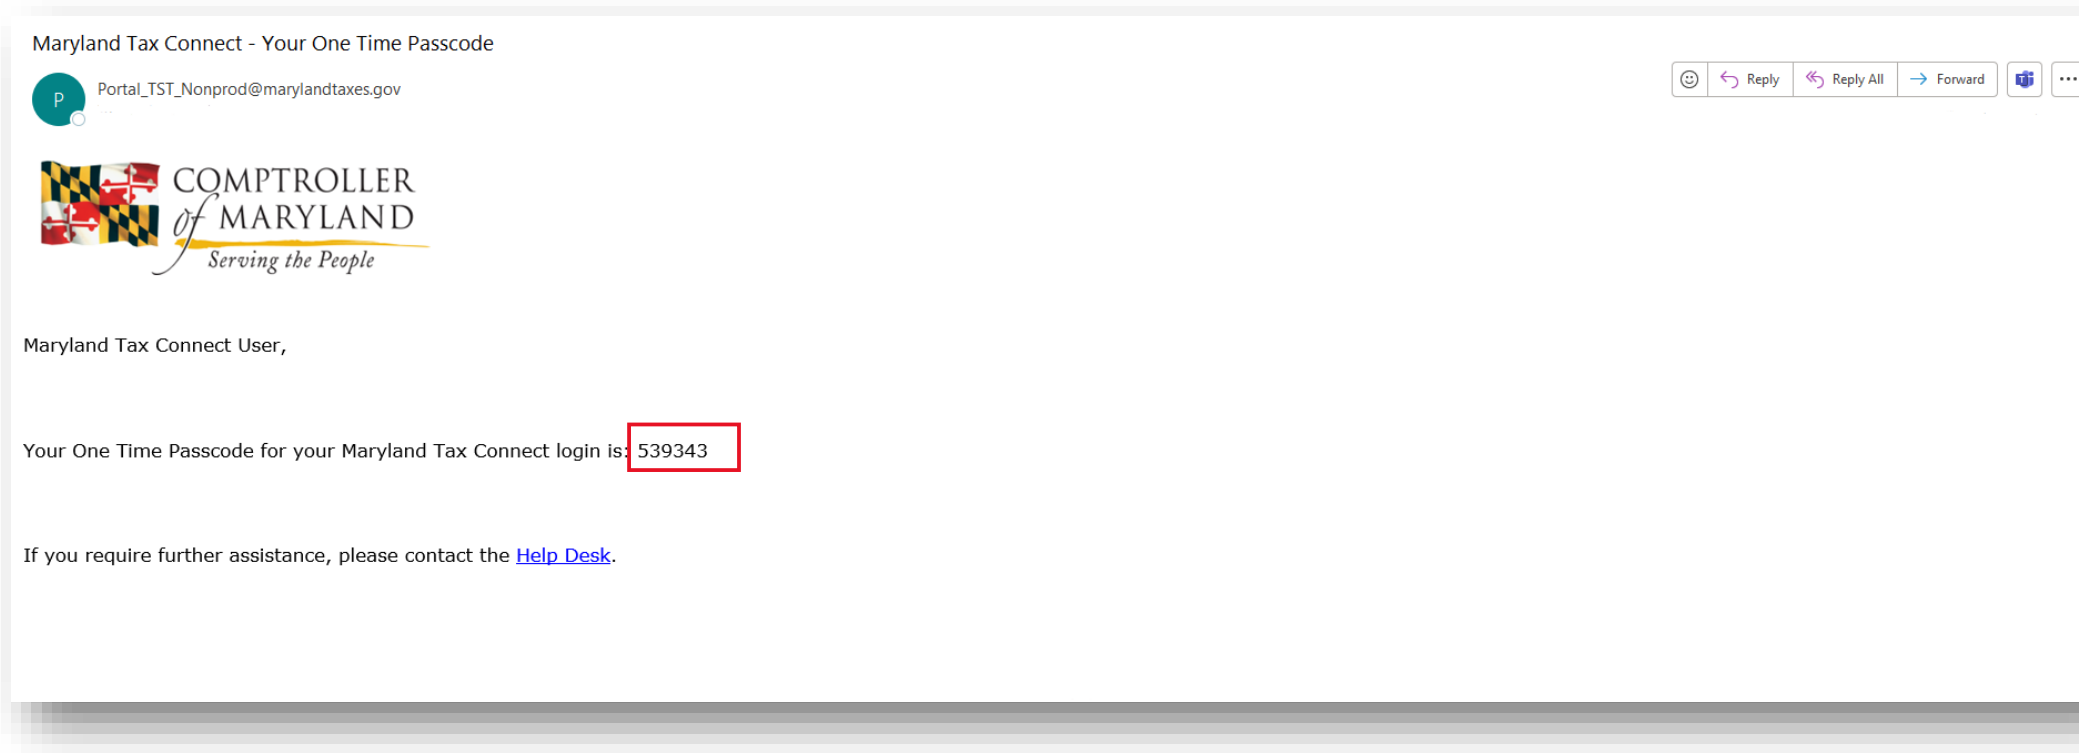 Maryland Tax Connect - Your One Time Passcode
P
Portal_TST_Nonprod@marylandtaxes.gov
Reply
Reply All
Forward
COMPTROLLER
of MARYLAND
Serving the People
Maryland Tax Connect User,
Your One Time Passcode for your Maryland Tax Connect login is: 539343
If you require further assistance, please contact the Help Desk.